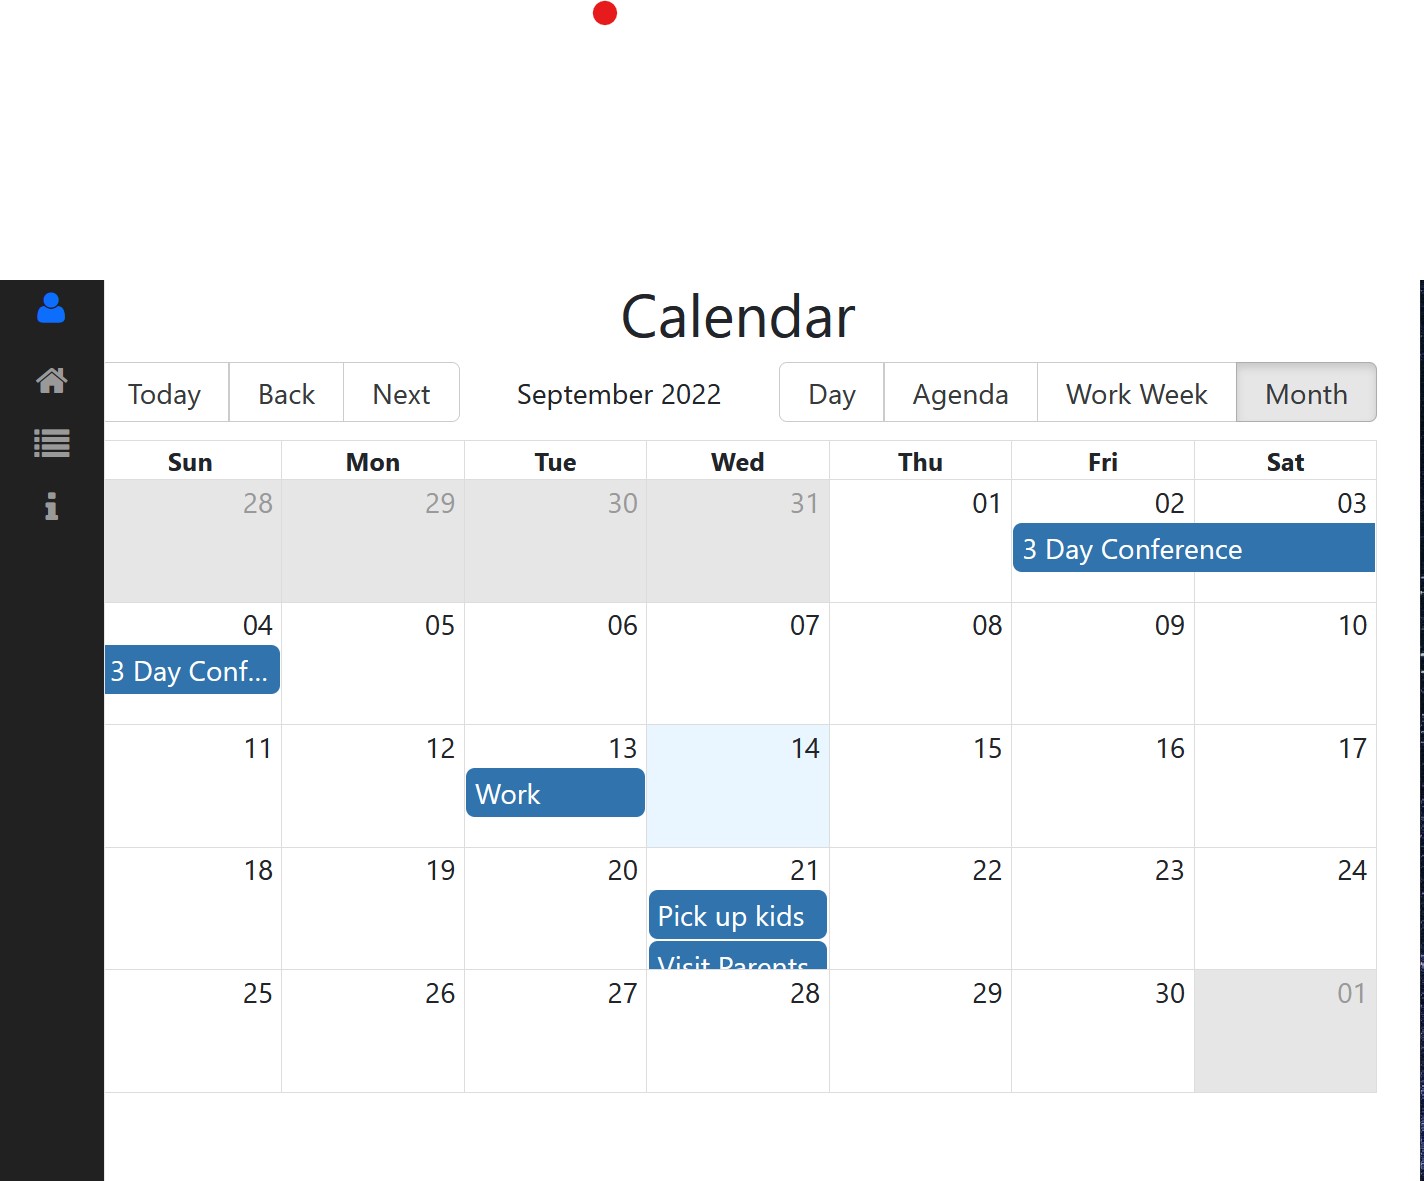 Calendar
Today Back Next September 2022 Day Agenda Work Week Month
Sun Mon Tue Wed Thu Fri Sat
28 29 30 31 01 02 03
3 Day Conference
04 05 06 07 08 09 10
3 Day Conf...
11 12 13 14 15 16 17
Work
18 19 20 21 22 23 24
Pick up kids
Visit Parents
25 26 27 28 29 30 01